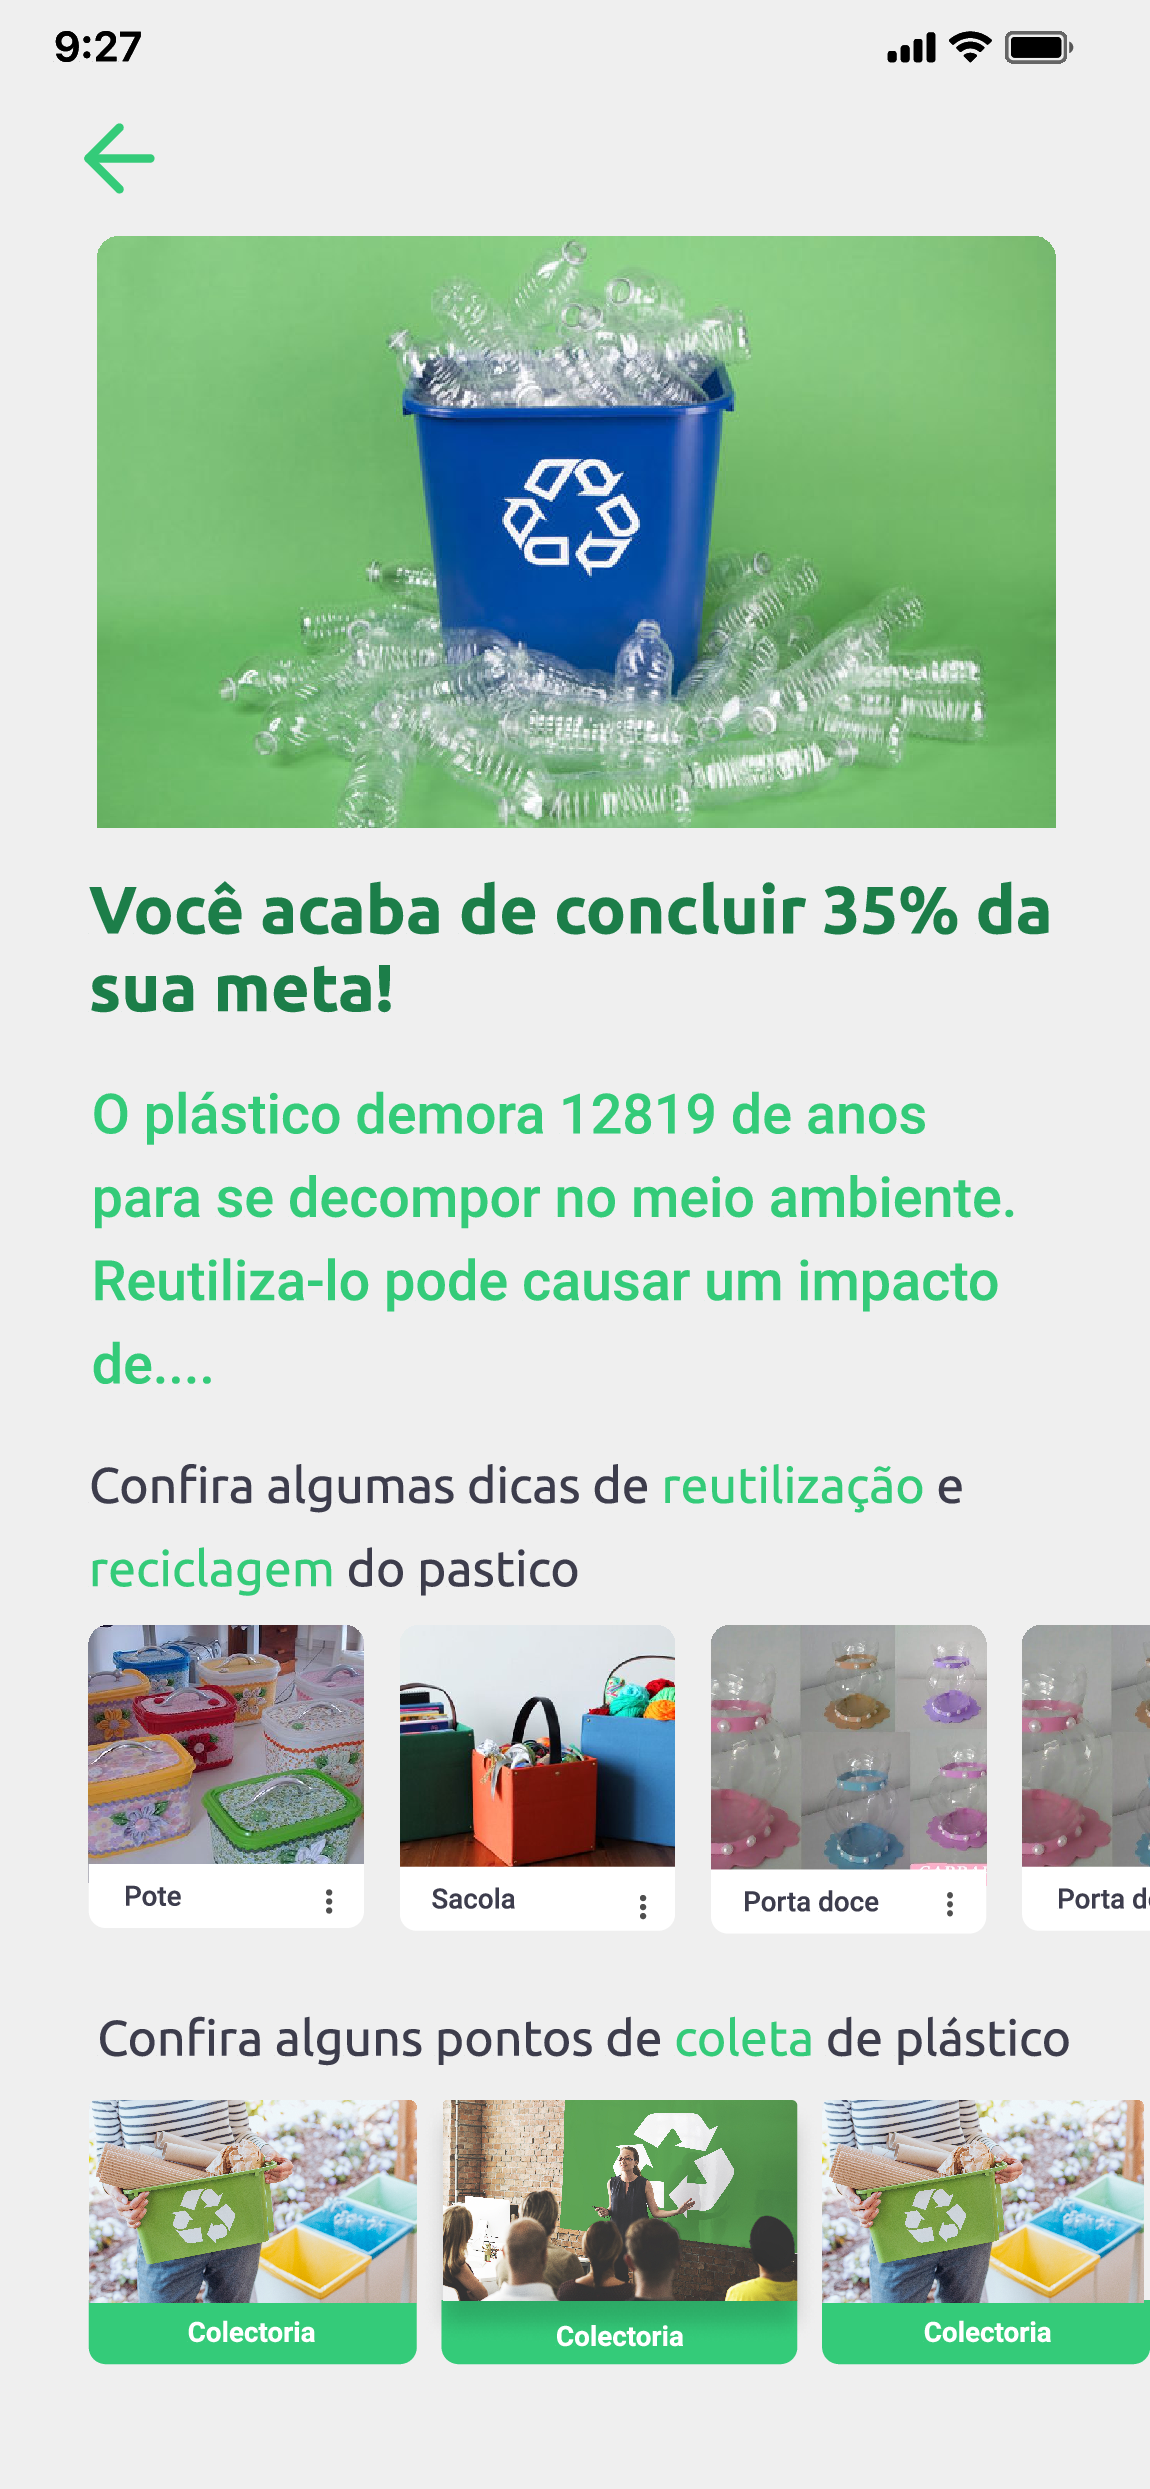 9:27
Você acaba de concluir 35% da
sua meta!
O plástico demora 12819 de anos
para se decompor no meio ambiente.
Reutiliza-lo pode causar um impacto
de....
Confira algumas dicas de reutilização e
reciclagem do pastico
Pote
Sacola
Porta doce
Porta d
Confira alguns pontos de coleta de plástico
Colectoria
Colectoria
Colectoria